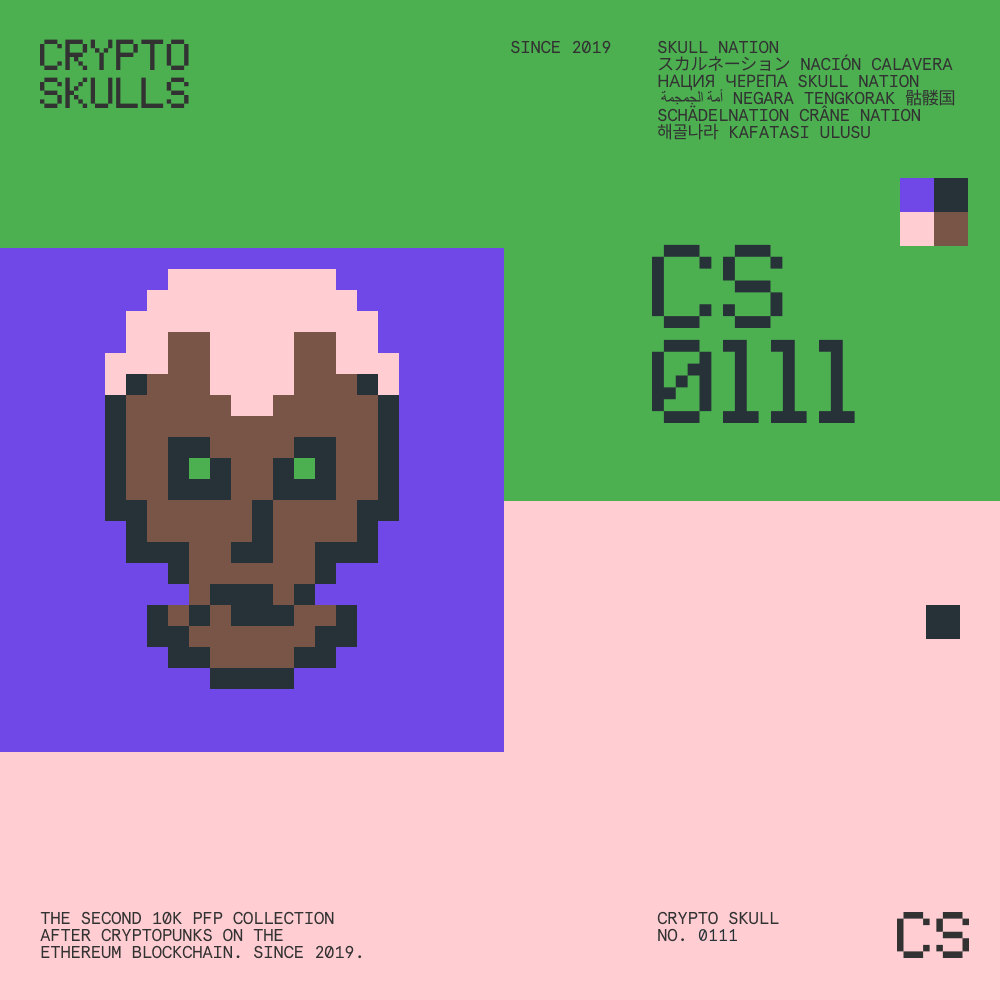 CRYPTO
SKULLS
SINCE 2019
SKULL NATION
スカルネーション NACIÓN CALAVERA
НАЦИЯ ЧЕРЕПА SKULL NATION
أمة الجمجمة NEGARA TENGKORAK 骷髅国
SCHÄDELNATION CRÂNE NATION
해골나라 KAFATASI ULUSU
CS
0111
THE SECOND 10K PFP COLLECTION
AFTER CRYPTOPUNKS ON THE
ETHEREUM BLOCKCHAIN. SINCE 2019.
CRYPTO SKULL
NO. 0111
CS